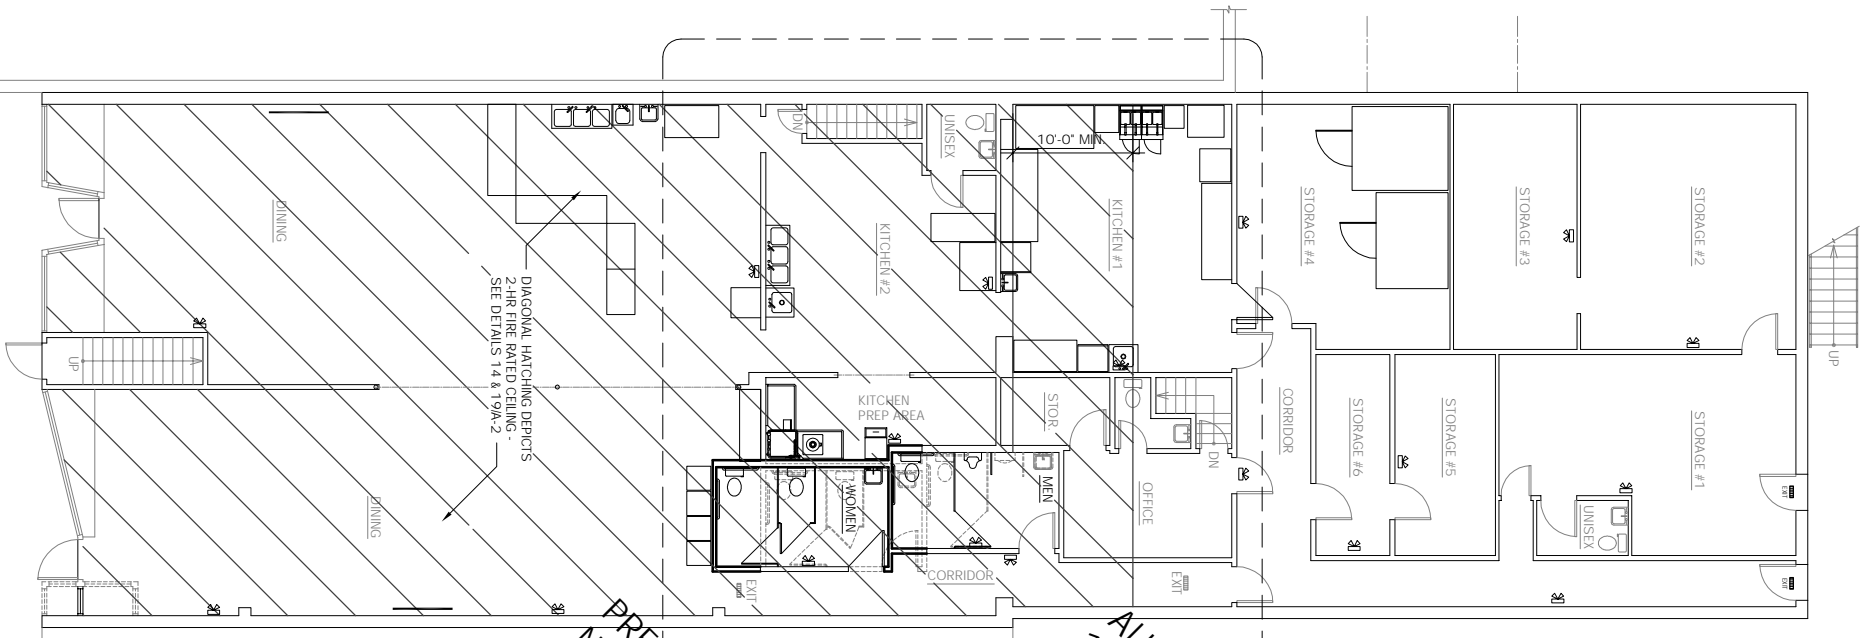 DN
UNISEX
10'-0" MIN.
DINING
KITCHEN #2
KITCHEN #1
STORAGE #4
STORAGE #3
STORAGE #2
DIAGONAL HATCHING DEPICTS
2-HR FIRE RATED CEILING -
SEE DETAILS 14 & 19/A-2
UP
UP
KITCHEN
PREP AREA
STOR.
DN
CORRIDOR
STORAGE #6
STORAGE #5
STORAGE #1
DINING
WOMEN
MEN
OFFICE
UNISEX
EXIT
CORRIDOR
EXIT
EXIT
EXIT